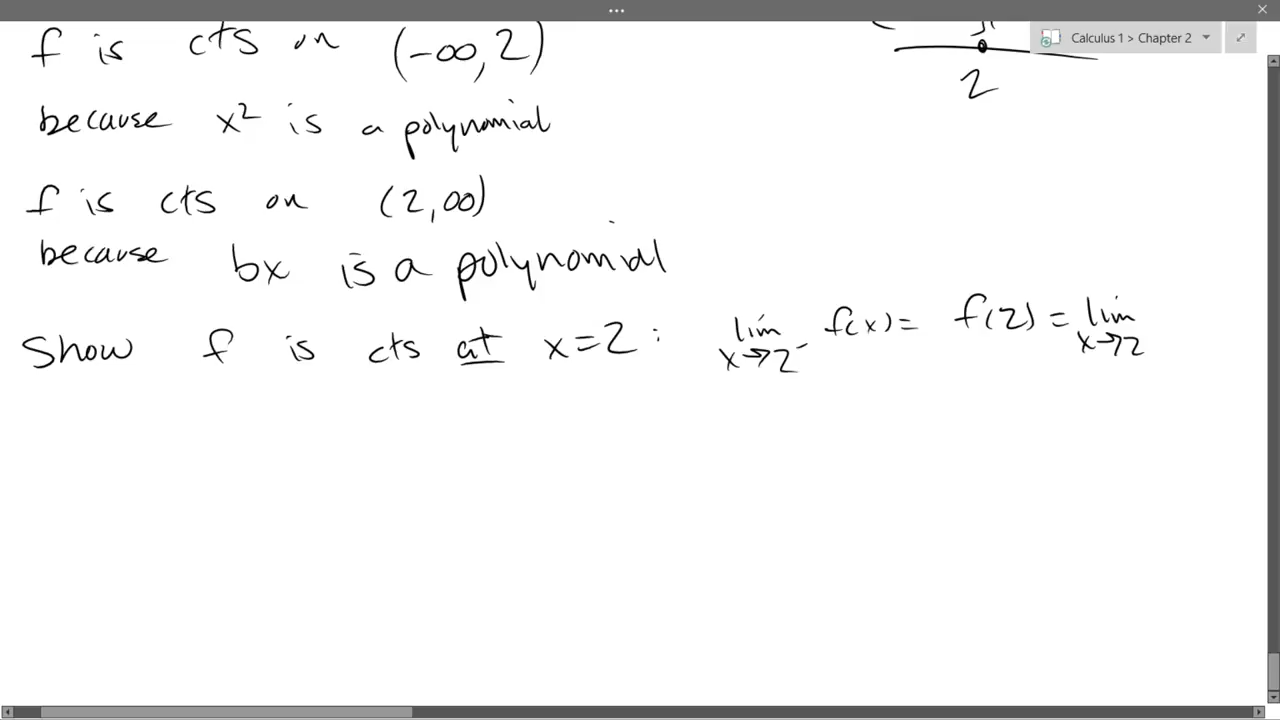 Calculus 1 > Chapter 2
f is cts on (-∞, 2)
2
because x² is a polynomial
f is cts on (2, ∞)
because bx is a polynomial
Show f is cts at x=2: lim x→2⁻ f(x) = f(2) = lim x→2